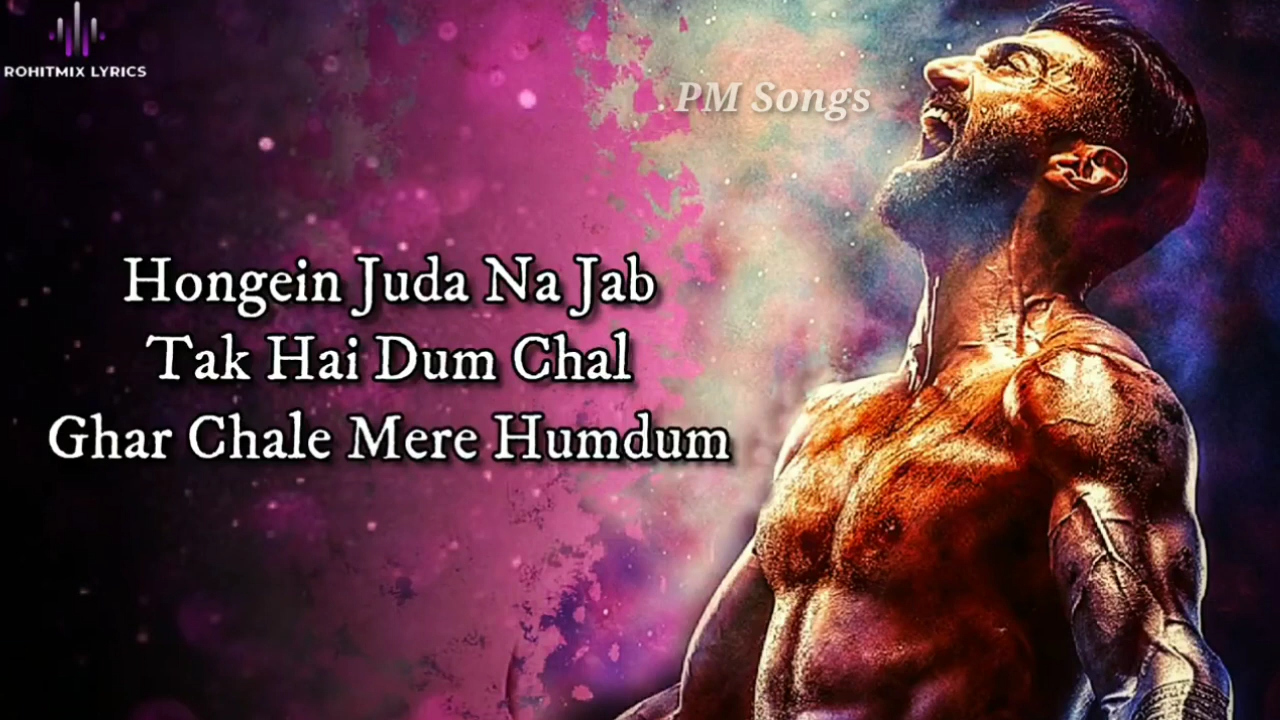 ROHITMIX LYRICS
PM Songs
Hongein Juda Na Jab
Tak Hai Dum Chal
Ghar Chale Mere Humdum